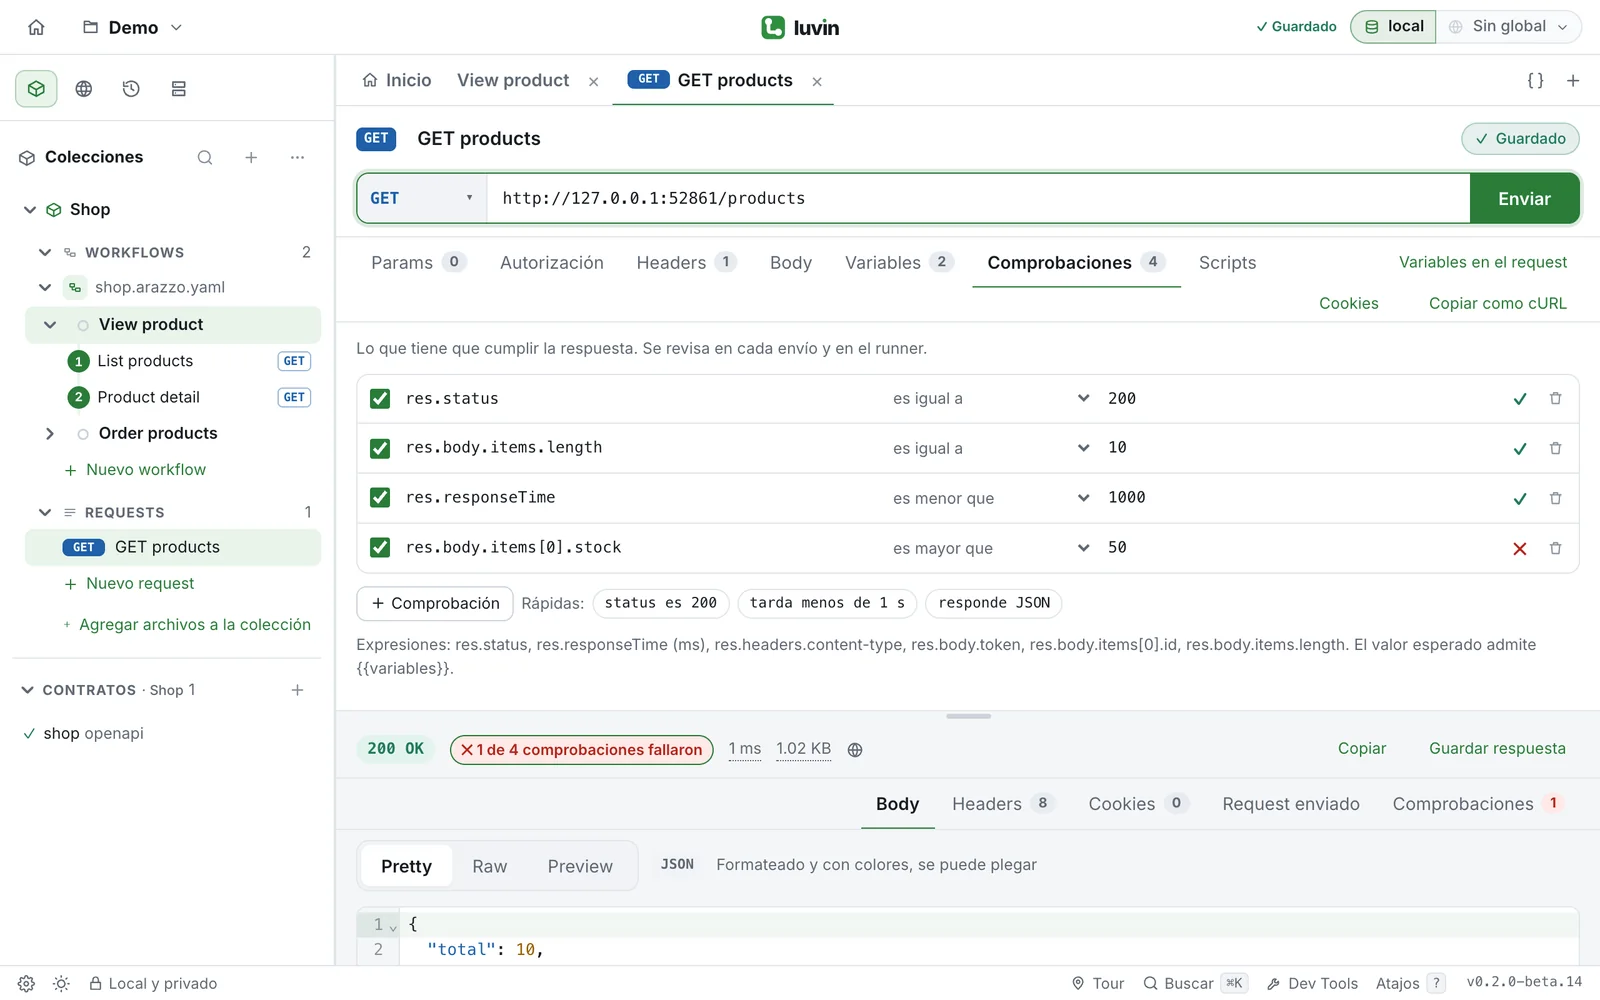 Demo
luvin
Guardado
local
Sin global
Inicio
View product
GET GET products
{ }
Colecciones
GET GET products
Guardado
Shop
GET http://127.0.0.1:52861/products Enviar
WORKFLOWS 2
shop.arazzo.yaml
View product
1 List products GET
2 Product detail GET
Order products
+ Nuevo workflow
REQUESTS 1
GET GET products
+ Nuevo request
+ Agregar archivos a la colección
CONTRATOS · Shop 1
shop openapi
Params 0 Autorización Headers 1 Body Variables 2 Comprobaciones 4 Scripts Variables en el request
Cookies Copiar como cURL
Lo que tiene que cumplir la respuesta. Se revisa en cada envío y en el runner.
res.status es igual a 200
res.body.items.length es igual a 10
res.responseTime es menor que 1000
res.body.items[0].stock es mayor que 50
+ Comprobación Rápidas: status es 200 tarda menos de 1 s responde JSON
Expresiones: res.status, res.responseTime (ms), res.headers.content-type, res.body.token, res.body.items[0].id, res.body.items.length. El valor esperado admite
{{variables}}.
200 OK 1 de 4 comprobaciones fallaron 1 ms 1.02 KB Copiar Guardar respuesta
Body Headers 8 Cookies 0 Request enviado Comprobaciones 1
Pretty Raw Preview JSON Formateado y con colores, se puede plegar
1 {
2 "total": 10,
Local y privado
Tour Buscar ⌘K Dev Tools Atajos ? v0.2.0-beta.14